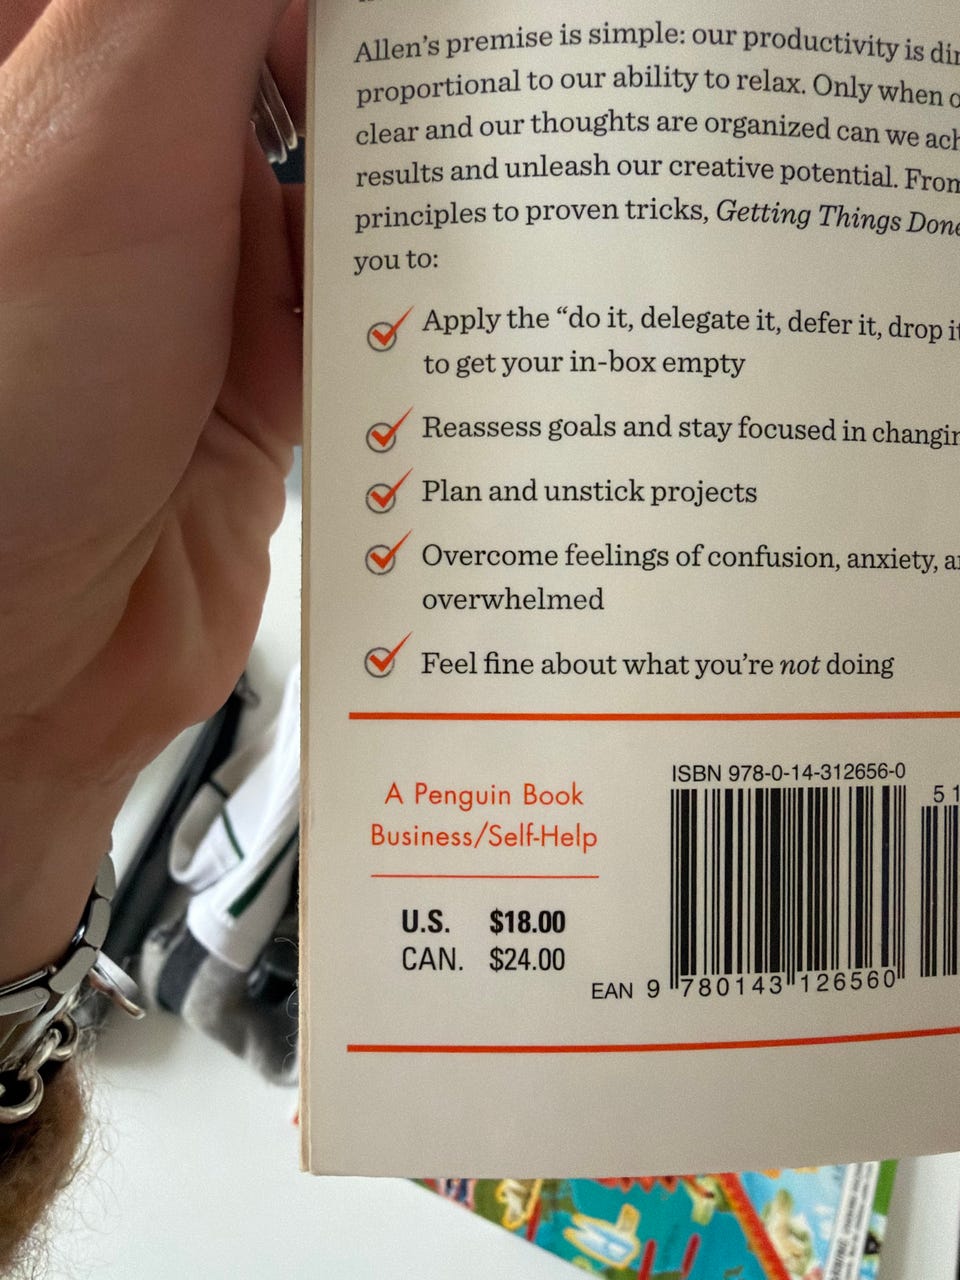 Allen's premise is simple: our productivity is
proportional to our ability to relax. Only when
clear and our thoughts are organized can we
results and unleash our creative potential. From
principles to proven tricks, Getting Things Done
you to:
Apply the “do it, delegate it, defer it, drop it
to get your in-box empty
Reassess goals and stay focused in
Plan and unstick projects
Overcome feelings of confusion, anxiety,
overwhelmed
Feel fine about what you're not doing
ISBN 978-0-14-312656-0
5 1
A Penguin Book
Business/Self-Help
U.S. $18.00
CAN. $24.00
EAN 9 780143 126560